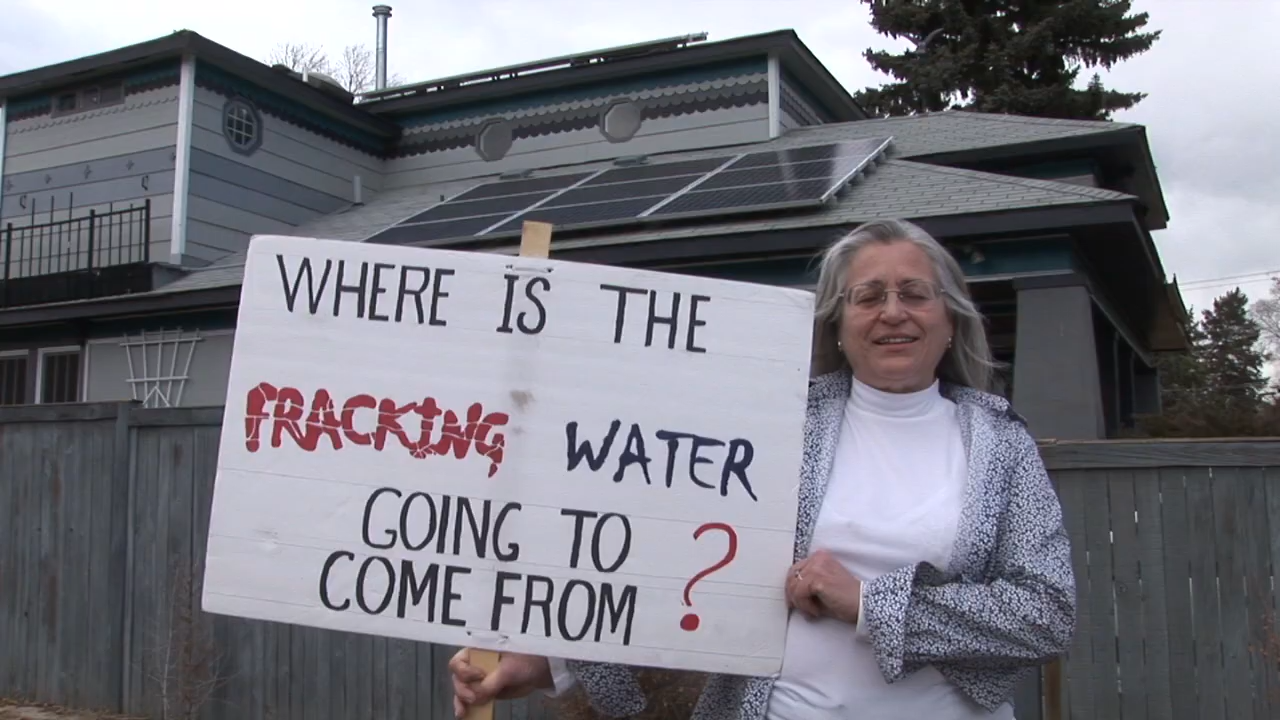 WHERE IS THE
FRACKING WATER
GOING TO
COME FROM ?